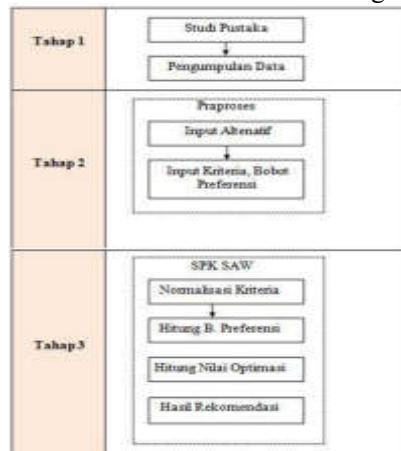 Tahap 1
Studi Pustaka
Pengumpulan Data
Tahap 2
Praproses
Input Altenatif
Input Kriteria, Bobot
Preferensi
Tahap 3
SPK SAW
Normalisasi Kriteria
Hitung B. Preferensi
Hitung Nilai Optimasi
Hasil Rekomendasi